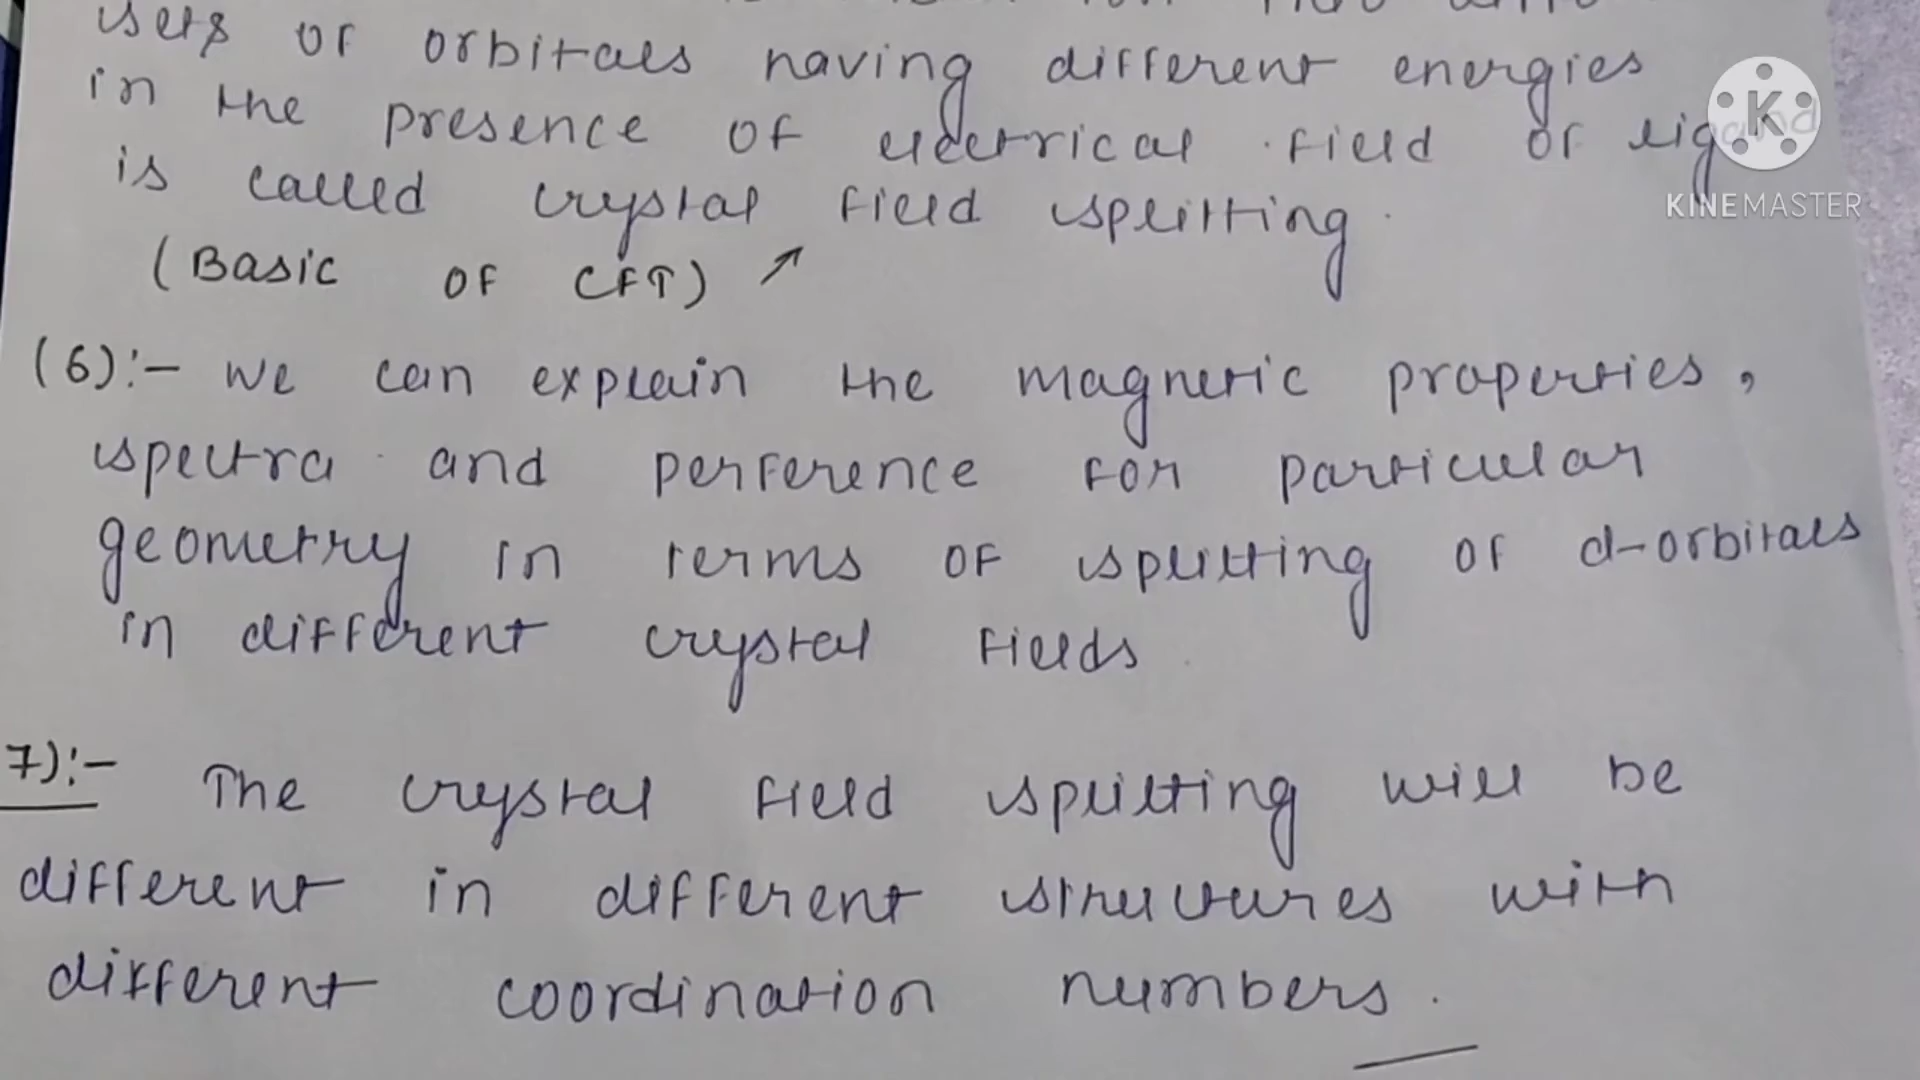 sets of orbitals having different energies
in the presence of electrical field of ligand
is called crystal field splitting.
(Basic of CFT) ↗
(6):- We can explain the magnetic properties,
spectra and perference for particular
geometry in terms of splitting of d-orbitals
in different crystal fields
7):- The crystal field splitting will be
different in different structures with
different coordination numbers.
K
KINEMASTER